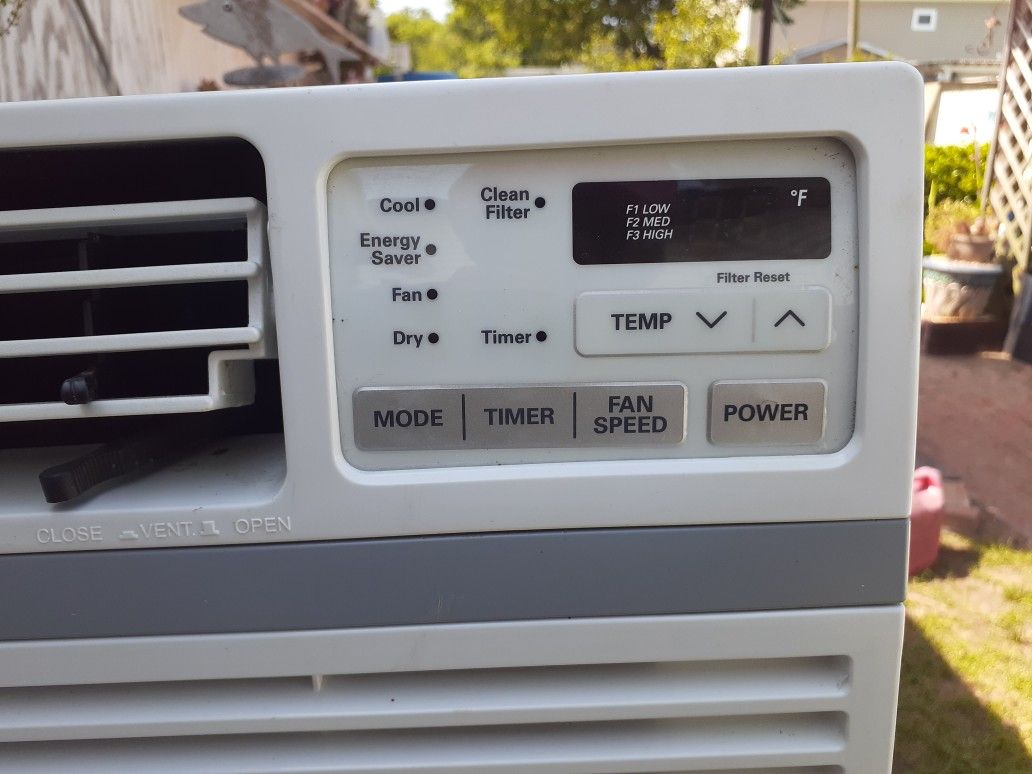 Cool
Clean
Filter
Energy
Saver
Fan
Dry
Timer
°F
F1 LOW
F2 MED
F3 HIGH
Filter Reset
TEMP
MODE
TIMER
FAN
SPEED
POWER
CLOSE VENT. OPEN